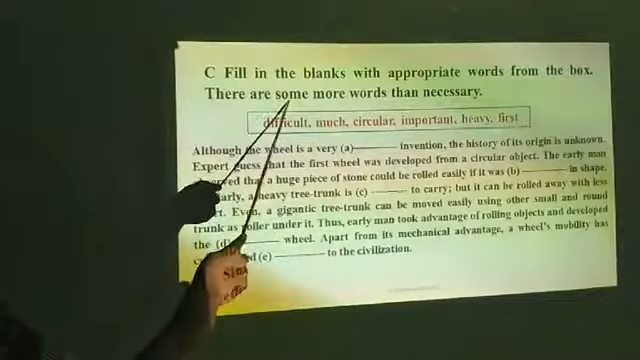 C Fill in the blanks with appropriate words from the box.
There are some more words than necessary.
difficult, much, circular, important, heavy, first
Although the wheel is a very (a)________ invention, the history of its origin is unknown.
Expert guess that the first wheel was developed from a circular object. The early man
that a huge piece of stone could be rolled easily if it was (b) ________ in shape.
heavy tree-trunk is (c) ________ to carry; but it can be rolled away with less
Even, a gigantic tree-trunk can be moved easily using other small and round
trunk as roller under it. Thus, early man took advantage of rolling objects and developed
the (d)________ wheel. Apart from its mechanical advantage, a wheel's mobility has
(e) ________ to the civilization.